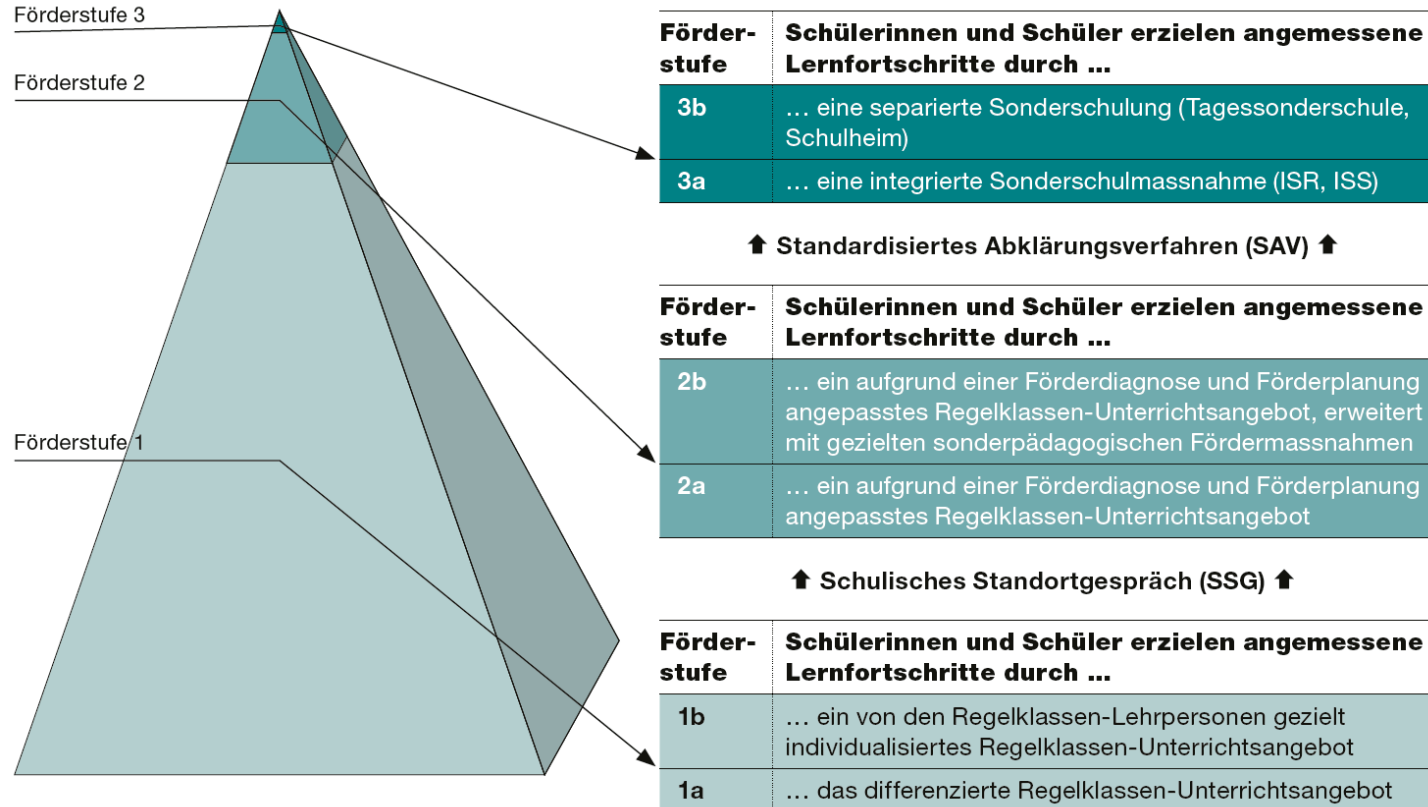 Förderstufe 3
Förderstufe 2
Förderstufe 1
Förder-
stufe
Schülerinnen und Schüler erzielen angemessene
Lernfortschritte durch ...
3b
... eine separierte Sonderschulung (Tagessonderschule,
Schulheim)
3a
... eine integrierte Sonderschulmassnahme (ISR, ISS)
⬆ Standardisiertes Abklärungsverfahren (SAV) ⬆
Förder-
stufe
Schülerinnen und Schüler erzielen angemessene
Lernfortschritte durch ...
2b
... ein aufgrund einer Förderdiagnose und Förderplanung
angepasstes Regelklassen-Unterrichtsangebot, erweitert
mit gezielten sonderpädagogischen Fördermassnahmen
2a
... ein aufgrund einer Förderdiagnose und Förderplanung
angepasstes Regelklassen-Unterrichtsangebot
⬆ Schulisches Standortgespräch (SSG) ⬆
Förder-
stufe
Schülerinnen und Schüler erzielen angemessene
Lernfortschritte durch ...
1b
... ein von den Regelklassen-Lehrpersonen gezielt
individualisiertes Regelklassen-Unterrichtsangebot
1a
... das differenzierte Regelklassen-Unterrichtsangebot